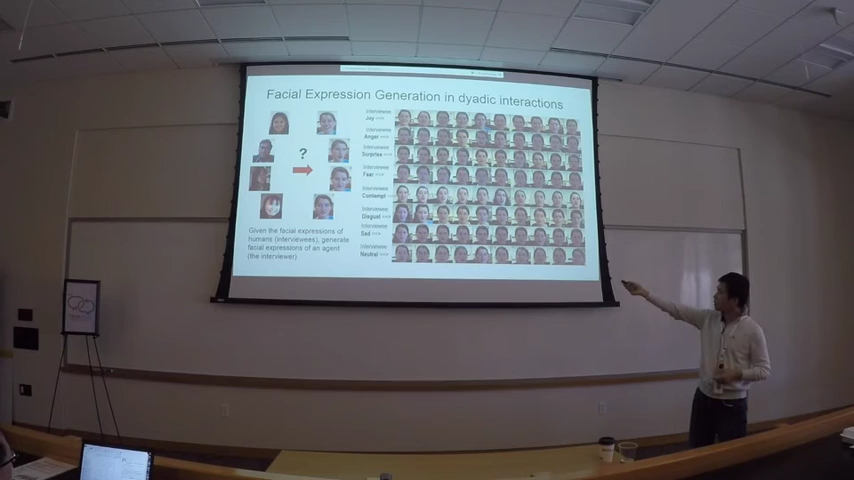 Facial Expression Generation in dyadic interactions
?
Given the facial expressions of
humans (interviewees), generate
facial expressions of an agent
(the interviewer)
Interviewee
Joy ==>
Interviewee
Anger ==>
Interviewee
Surprise ==>
Interviewee
Fear ==>
Interviewee
Contempt ==>
Interviewee
Disgust ==>
Interviewee
Sad ==>
Interviewee
Neutral ==>